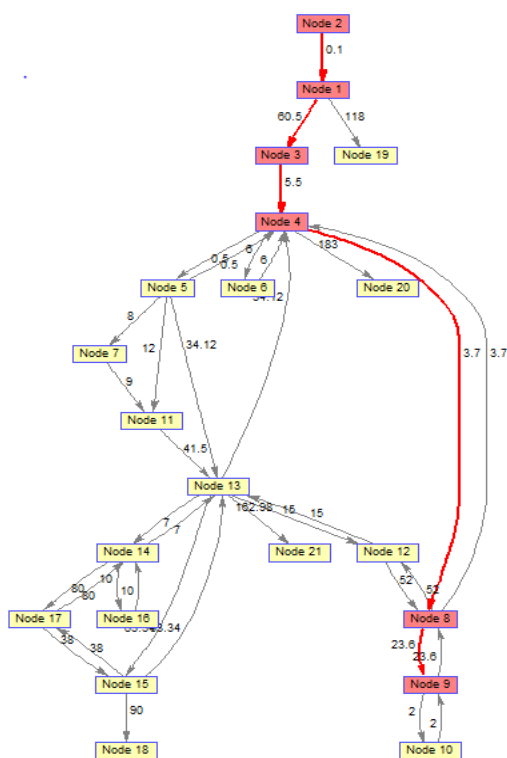 Node 2
0.1
Node 1
60.5
118
Node 3
Node 19
5.5
Node 4
0.5
0.5
6
6
183
34.12
Node 5
Node 6
Node 20
8
12
34.12
3.7
3.7
Node 7
9
Node 11
41.5
Node 13
162.98
15
15
7
7
Node 14
Node 21
Node 12
80
80
10
10
52
52
Node 17
Node 16
Node 8
38
38
23.6
23.6
Node 15
Node 9
90
2
2
Node 18
Node 10